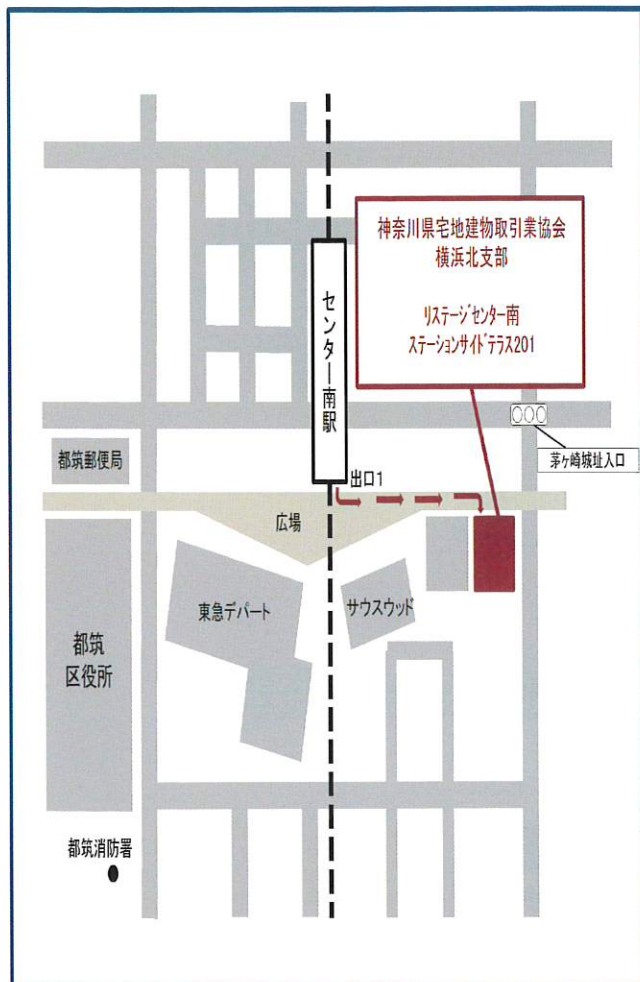 神奈川県宅地建物取引業協会
横浜北支部
リステージセンター南
ステーションサイドテラス201
センター南駅
茅ヶ崎城址入口
都筑郵便局
出口1
広場
東急デパート
サウスウッド
都筑
区役所
都筑消防署